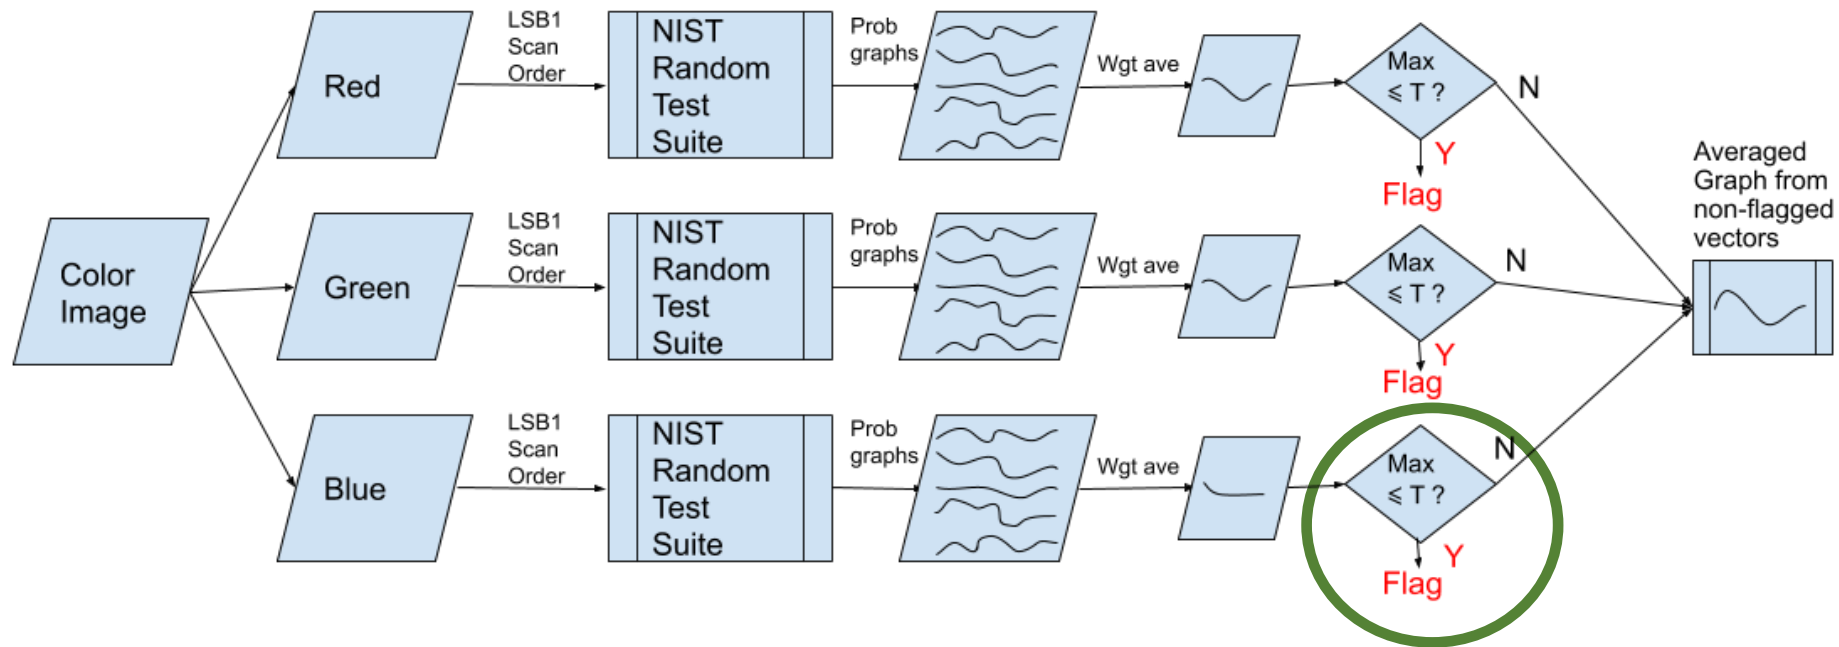 Color
Image
Red
LSB1
Scan
Order
NIST
Random
Test
Suite
Prob
graphs
Wgt ave
Max
⩽ T ?
N
Y
Flag
Green
LSB1
Scan
Order
NIST
Random
Test
Suite
Prob
graphs
Wgt ave
Max
⩽ T ?
N
Y
Flag
Blue
LSB1
Scan
Order
NIST
Random
Test
Suite
Prob
graphs
Wgt ave
Max
⩽ T ?
N
Y
Flag
Averaged
Graph from
non-flagged
vectors